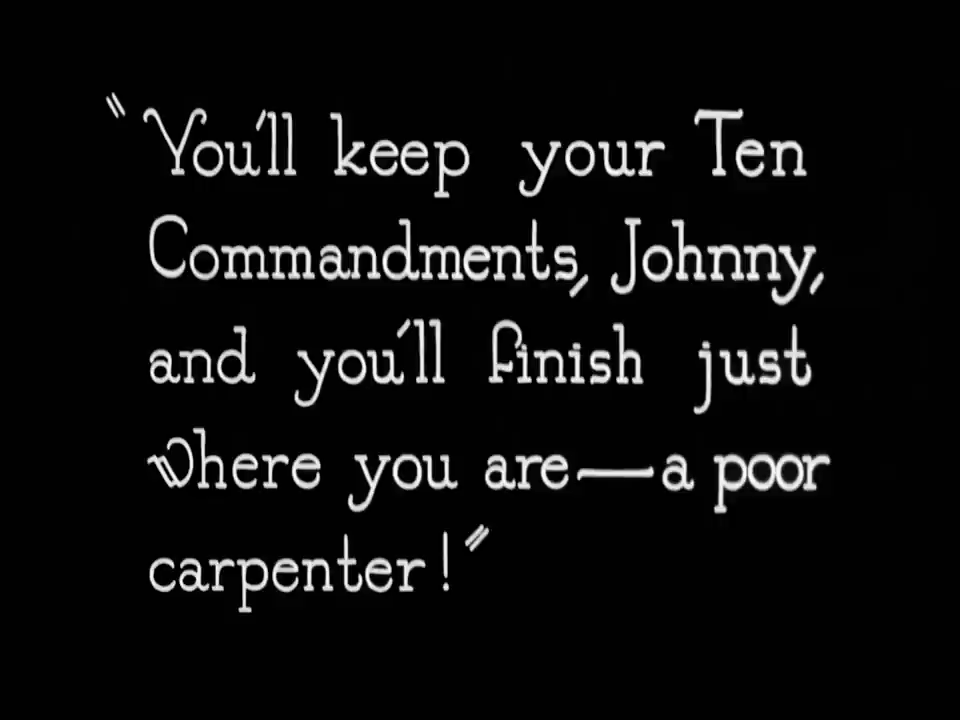 "You'll keep your Ten
Commandments, Johnny,
and you'll finish just
where you are—a poor
carpenter!"